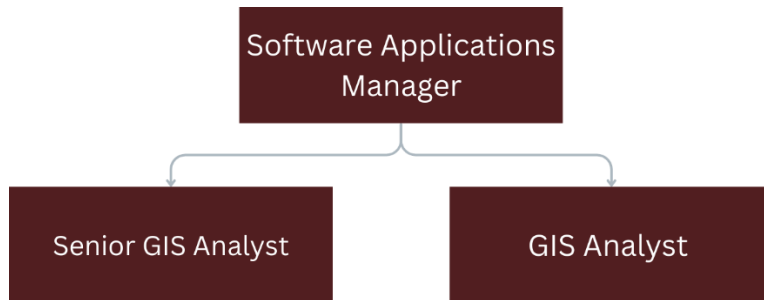 Software Applications
Manager
Senior GIS Analyst
GIS Analyst